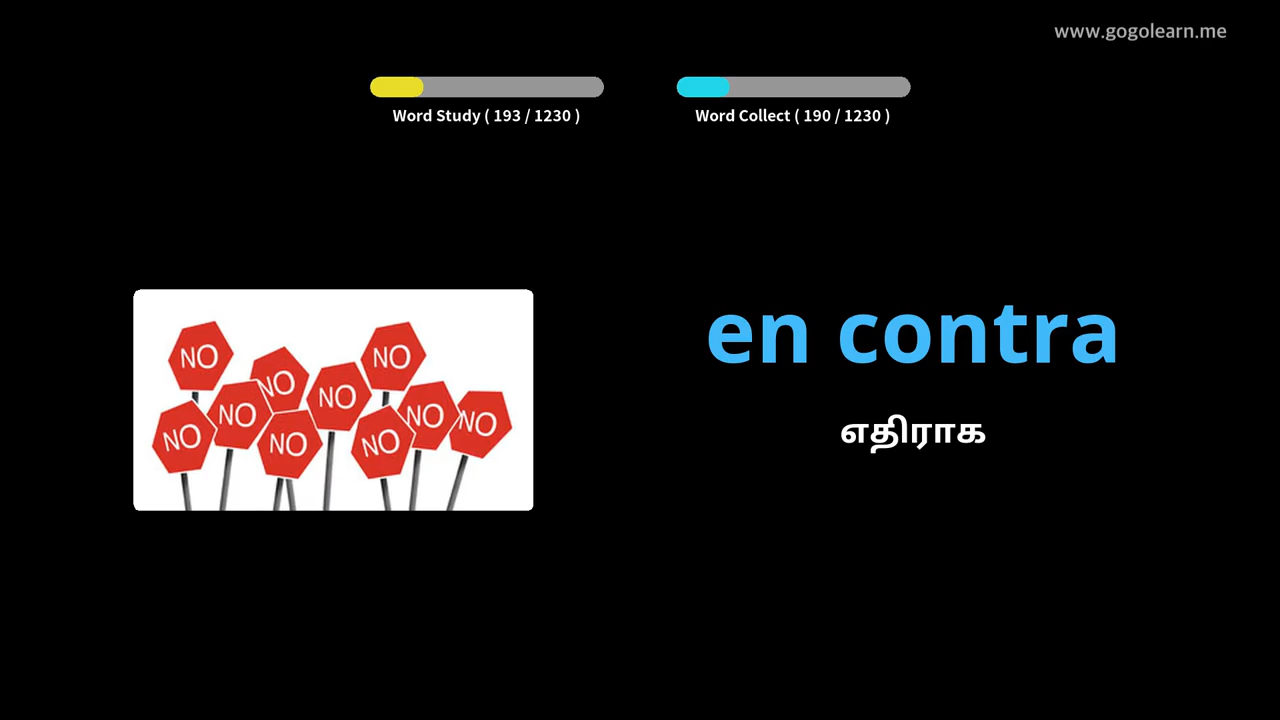 www.gogolearn.me
Word Study ( 193 / 1230 )
Word Collect ( 190 / 1230 )
en contra
எதிராக
NO
NO
NO
NO
NO
NO
NO
NO
NO
NO